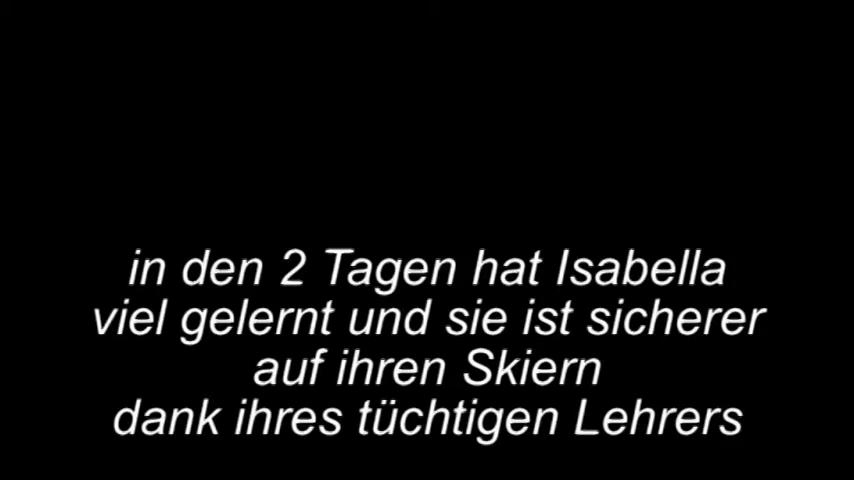 in den 2 Tagen hat Isabella
viel gelernt und sie ist sicherer
auf ihren Skiern
dank ihres tüchtigen Lehrers